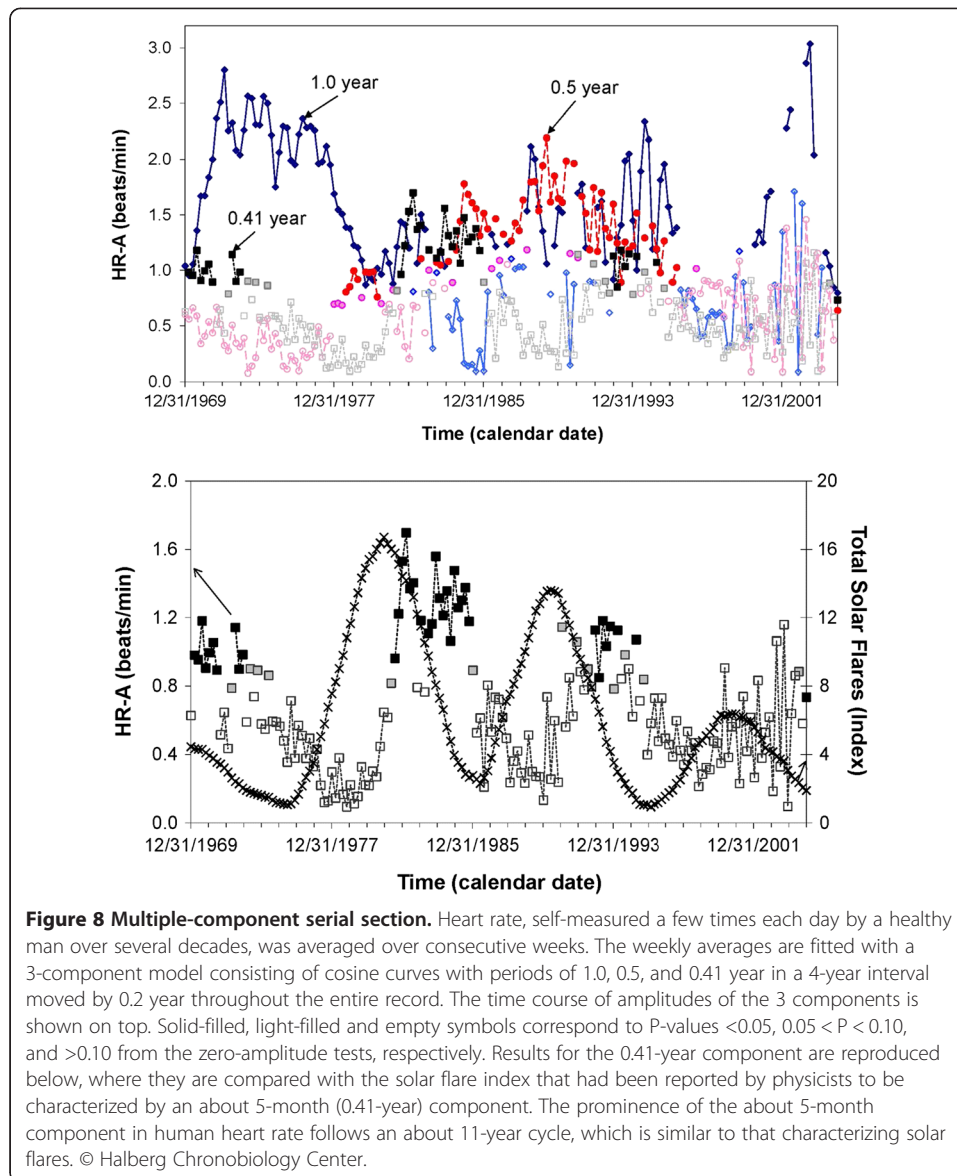 3.0
2.5
2.0
1.5
1.0
0.5
0.0
HR-A (beats/min)
1.0 year
0.5 year
0.41 year
12/31/1969
12/31/1977
12/31/1985
12/31/1993
12/31/2001
Time (calendar date)
2.0
1.6
1.2
0.8
0.4
0.0
HR-A (beats/min)
20
16
12
8
4
0
Total Solar Flares (Index)
12/31/1969
12/31/1977
12/31/1985
12/31/1993
12/31/2001
Time (calendar date)
Figure 8 Multiple-component serial section. Heart rate, self-measured a few times each day by a healthy
man over several decades, was averaged over consecutive weeks. The weekly averages are fitted with a
3-component model consisting of cosine curves with periods of 1.0, 0.5, and 0.41 year in a 4-year interval
moved by 0.2 year throughout the entire record. The time course of amplitudes of the 3 components is
shown on top. Solid-filled, light-filled and empty symbols correspond to P-values <0.05, 0.05 < P < 0.10,
and >0.10 from the zero-amplitude tests, respectively. Results for the 0.41-year component are reproduced
below, where they are compared with the solar flare index that had been reported by physicists to be
characterized by an about 5-month (0.41-year) component. The prominence of the about 5-month
component in human heart rate follows an about 11-year cycle, which is similar to that characterizing solar
flares. © Halberg Chronobiology Center.